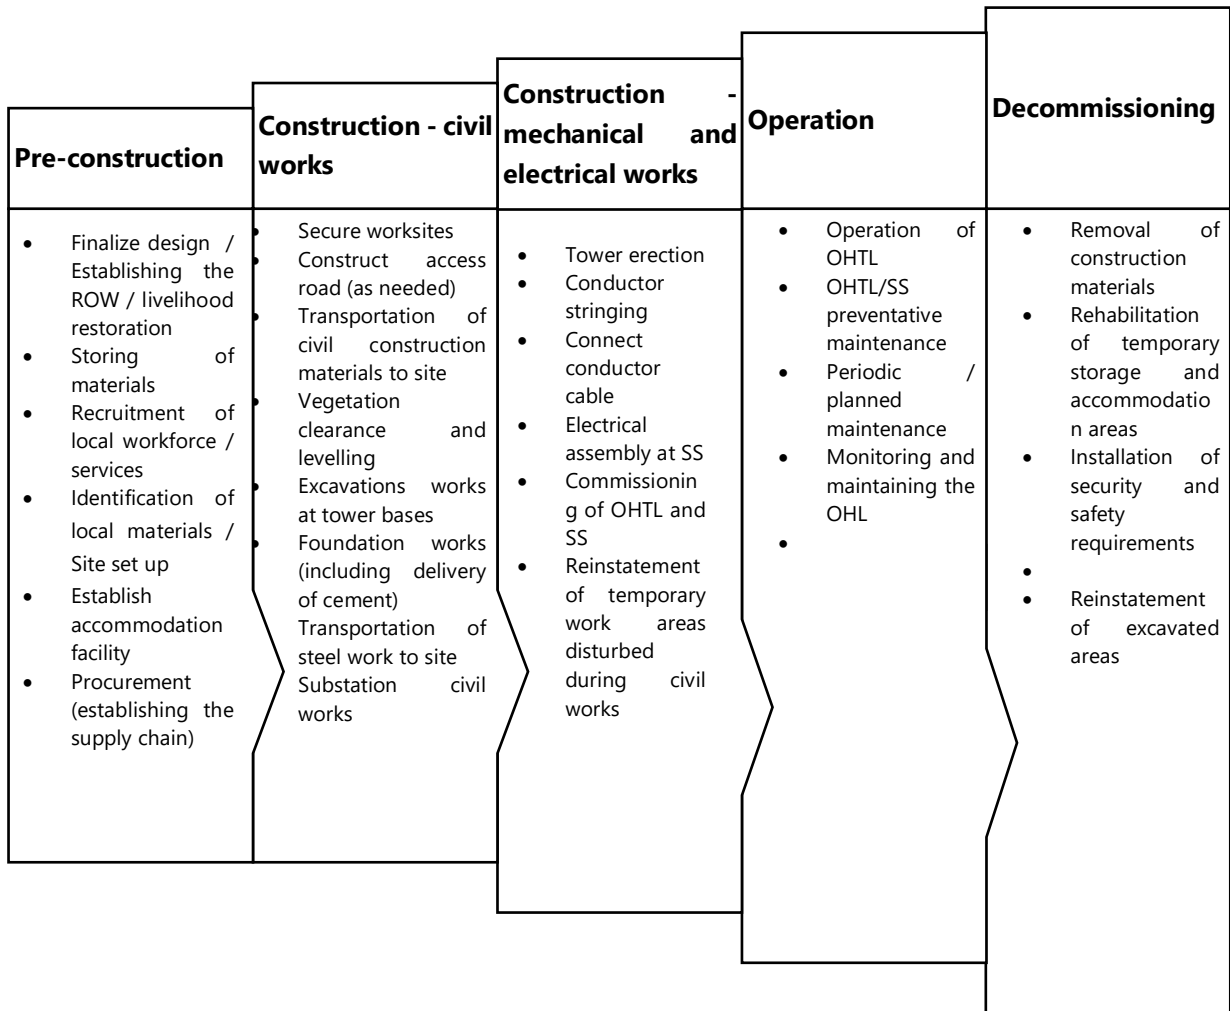 Pre-construction
• Finalize design /
Establishing the
ROW / livelihood
restoration
• Storing of
materials
• Recruitment of
local workforce /
services
• Identification of
local materials /
Site set up
• Establish
accommodation
facility
• Procurement
(establishing the
supply chain)
Construction - civil
works
• Secure worksites
• Construct access
road (as needed)
• Transportation of
civil construction
materials to site
• Vegetation
clearance and
levelling
• Excavations works
at tower bases
• Foundation works
(including delivery
of cement)
Transportation of
steel work to site
Substation civil
works
Construction -
mechanical and
electrical works
• Tower erection
• Conductor
stringing
• Connect
conductor
cable
• Electrical
assembly at SS
• Commissionin
g of OHTL and
SS
• Reinstatement
of temporary
work areas
disturbed
during civil
works
Operation
• Operation of
OHTL
• OHTL/SS
preventative
maintenance
• Periodic /
planned
maintenance
• Monitoring and
maintaining the
OHL
•
Decommissioning
• Removal of
construction
materials
• Rehabilitation
of temporary
storage and
accommodatio
n areas
• Installation of
security and
safety
requirements
•
• Reinstatement
of excavated
areas